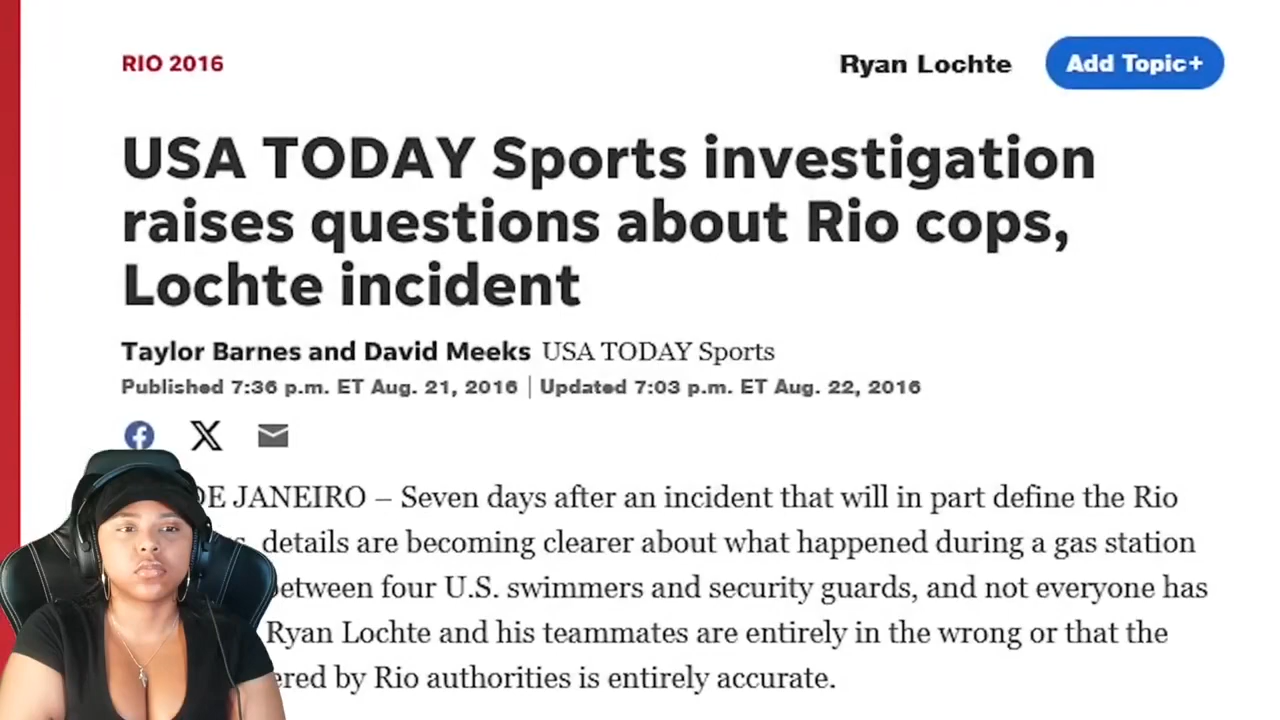 RIO 2016
Ryan Lochte
Add Topic+
USA TODAY Sports investigation
raises questions about Rio cops,
Lochte incident
Taylor Barnes and David Meeks USA TODAY Sports
Published 7:36 p.m. ET Aug. 21, 2016 | Updated 7:03 p.m. ET Aug. 22, 2016
DE JANEIRO – Seven days after an incident that will in part define the Rio
details are becoming clearer about what happened during a gas station
between four U.S. swimmers and security guards, and not everyone has
Ryan Lochte and his teammates are entirely in the wrong or that the
by Rio authorities is entirely accurate.